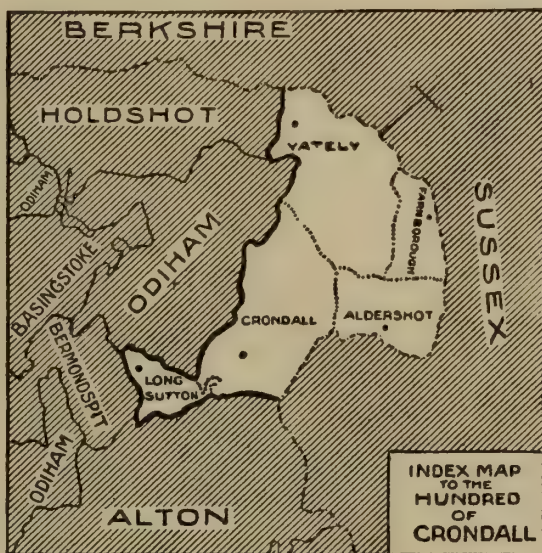 BERKSHIRE
HOLDSHOT
YATELY
ODIHAM
FARNBOROUGH
SUSSEX
BASINGSTOKE
ODIHAM
BERMONDSPIT
CRONDALL
ALDERSHOT
LONG
SUTTON
ODIHAM
ALTON
INDEX MAP
TO THE
HUNDRED
OF
CRONDALL